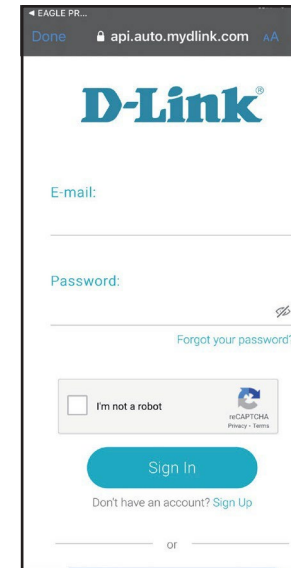 ◄ EAGLE PR...
Done api.auto.mydlink.com AA
D-Link®
E-mail:
Password:
Forgot your password?
I'm not a robot
reCAPTCHA
Privacy - Terms
Sign In
Don't have an account? Sign Up
or